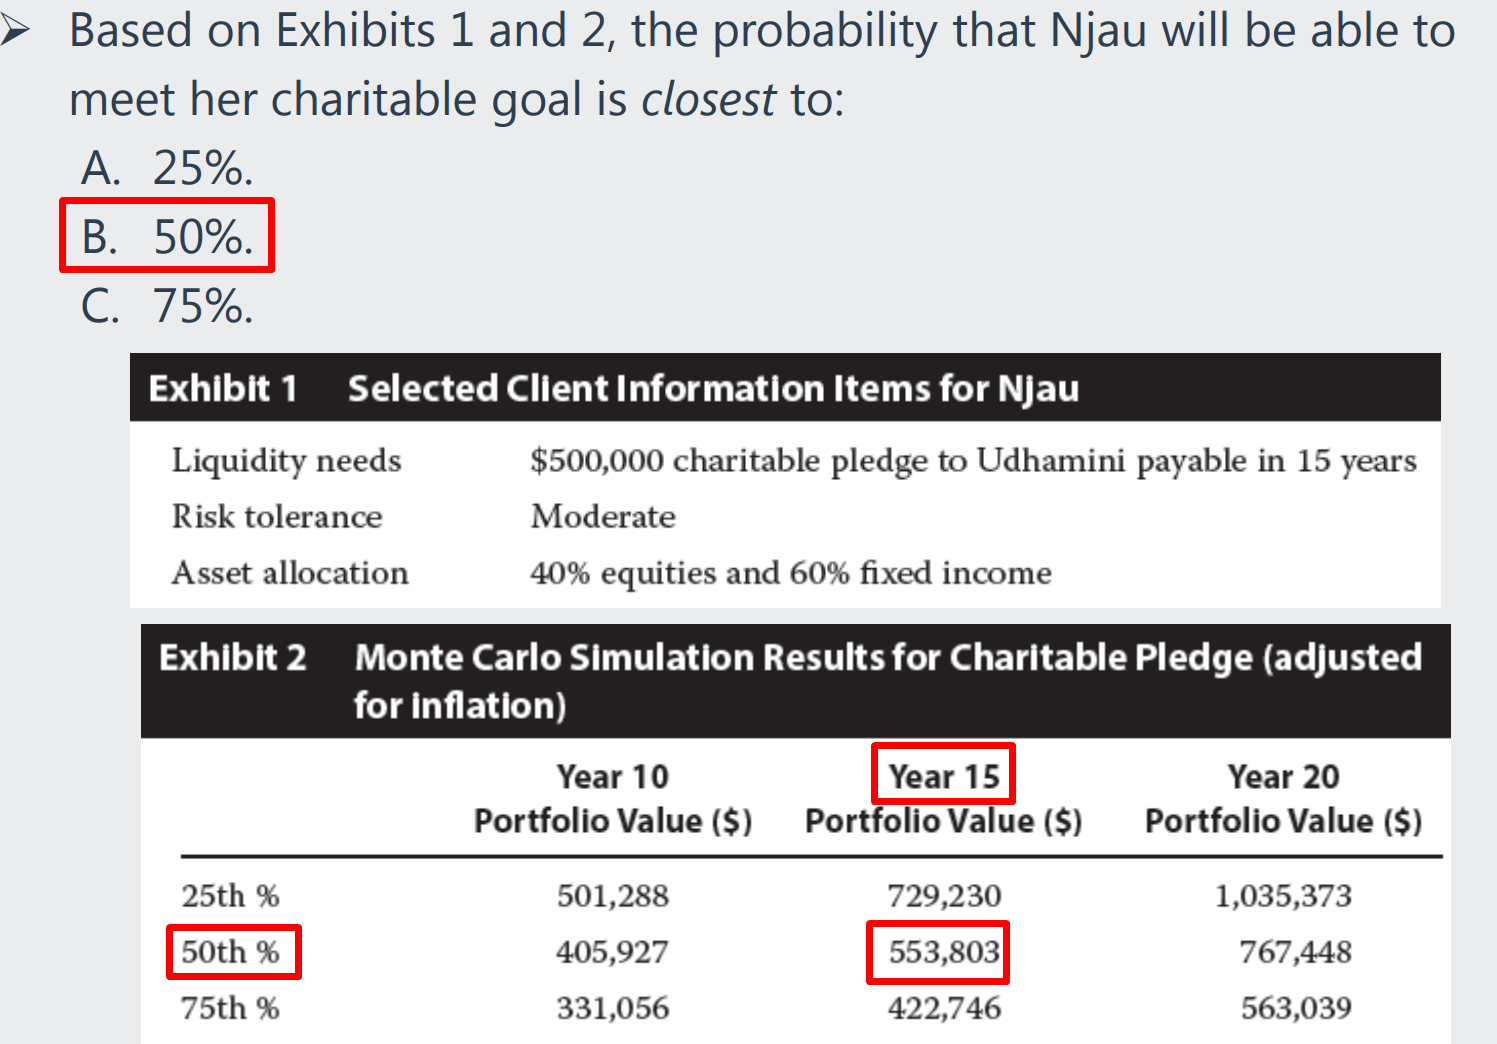 ➢ Based on Exhibits 1 and 2, the probability that Njau will be able to
meet her charitable goal is closest to:
A. 25%.
B. 50%.
C. 75%.
Exhibit 1 Selected Client Information Items for Njau
Liquidity needs $500,000 charitable pledge to Udhamini payable in 15 years
Risk tolerance Moderate
Asset allocation 40% equities and 60% fixed income
Exhibit 2 Monte Carlo Simulation Results for Charitable Pledge (adjusted
for inflation)
Year 10 Year 15 Year 20
Portfolio Value ($) Portfolio Value ($) Portfolio Value ($)
25th % 501,288 729,230 1,035,373
50th % 405,927 553,803 767,448
75th % 331,056 422,746 563,039